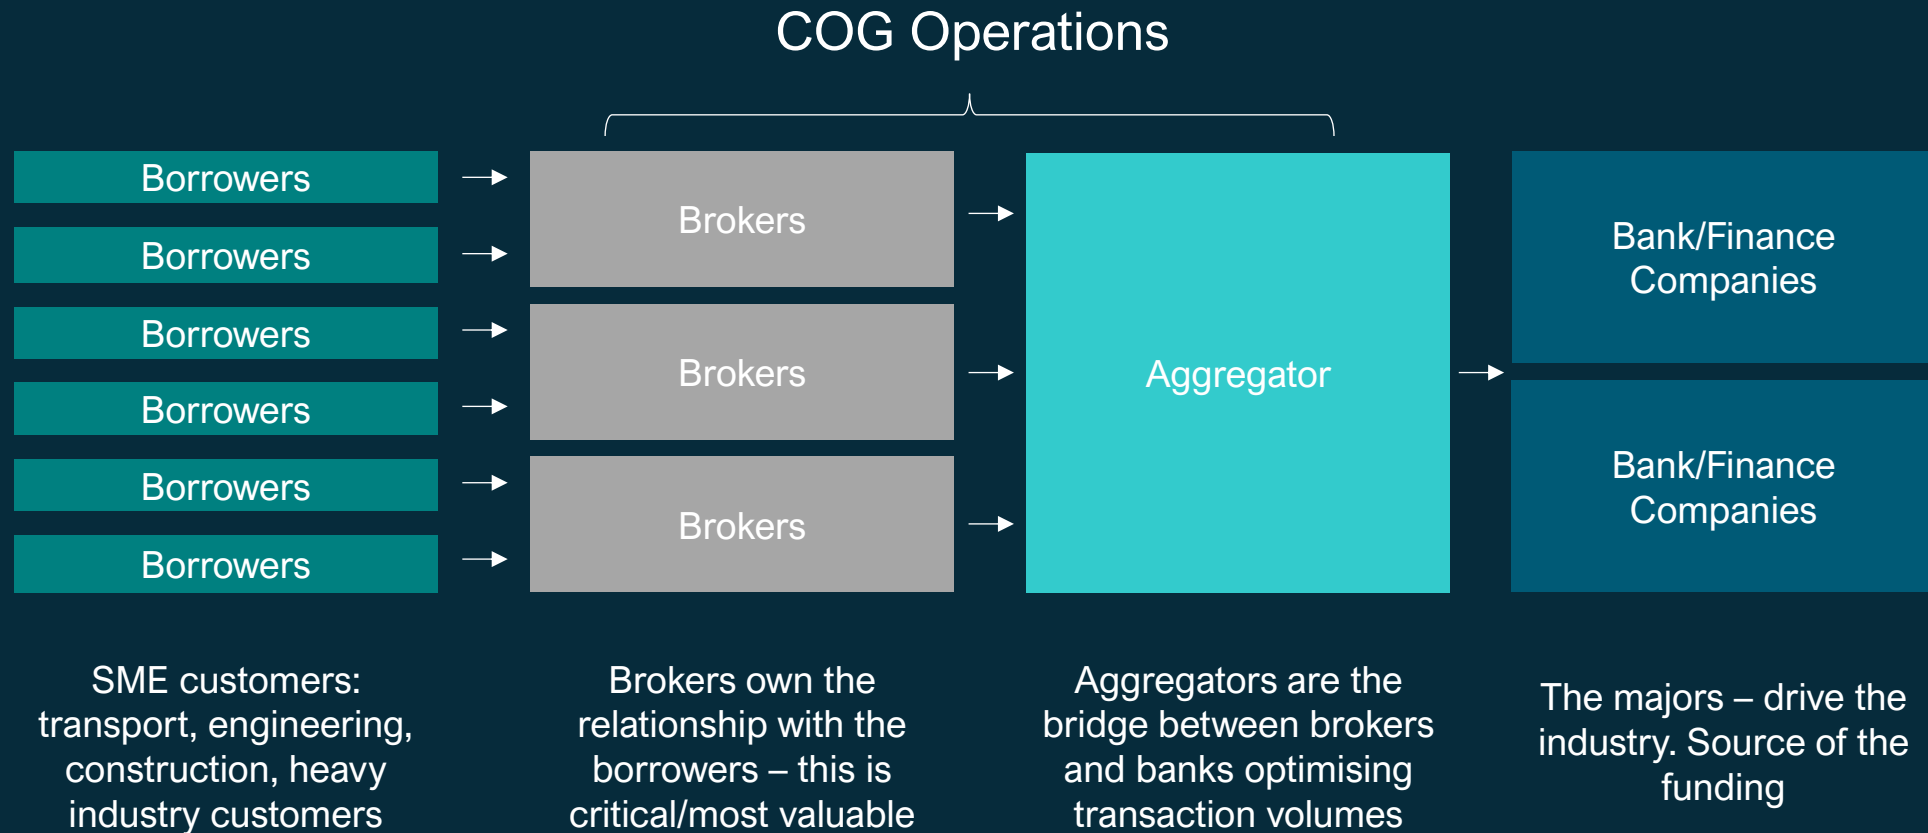 COG Operations
Borrowers
Borrowers
Borrowers
Borrowers
Borrowers
Borrowers
Brokers
Brokers
Brokers
Aggregator
Bank/Finance
Companies
Bank/Finance
Companies
SME customers:
transport, engineering,
construction, heavy
industry customers
Brokers own the
relationship with the
borrowers – this is
critical/most valuable
Aggregators are the
bridge between brokers
and banks optimising
transaction volumes
The majors – drive the
industry. Source of the
funding